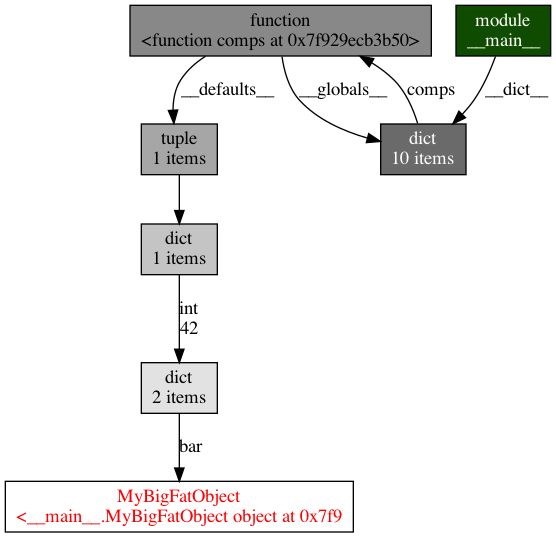 function
<function comps at 0x7f929ecb3b50>
module
__main__
__defaults__
__globals__
comps
__dict__
tuple
1 items
dict
10 items
dict
1 items
int
42
dict
2 items
bar
MyBigFatObject
<__main__.MyBigFatObject object at 0x7f9